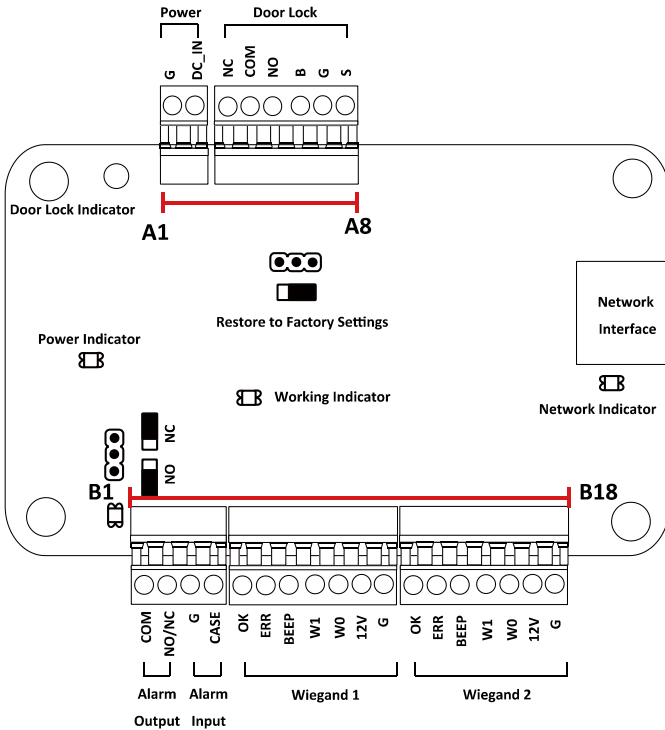 Power
Door Lock
G
DC_IN
NC
COM
NO
B
G
S
Door Lock Indicator
A1
A8
Restore to Factory Settings
Network
Interface
Power Indicator
Working Indicator
Network Indicator
NC
NO
B1
B18
COM
NO/NC
G
CASE
OK
ERR
BEEP
W1
W0
12V
G
OK
ERR
BEEP
W1
W0
12V
G
Alarm
Output
Alarm
Input
Wiegand 1
Wiegand 2